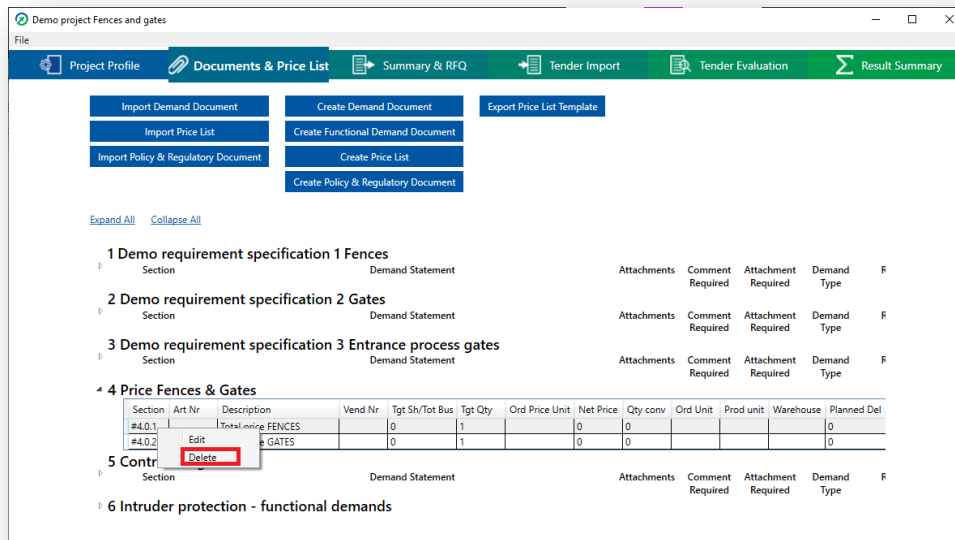 Demo project Fences and gates
File
Project Profile Documents & Price List Summary & RFQ Tender Import Tender Evaluation Result Summary
Import Demand Document Create Demand Document Export Price List Template
Import Price List Create Functional Demand Document
Import Policy & Regulatory Document Create Price List
Create Policy & Regulatory Document
Expand All Collapse All
1 Demo requirement specification 1 Fences
Section Demand Statement Attachments Comment Required Attachment Required Demand Type R
2 Demo requirement specification 2 Gates
Section Demand Statement Attachments Comment Required Attachment Required Demand Type R
3 Demo requirement specification 3 Entrance process gates
Section Demand Statement Attachments Comment Required Attachment Required Demand Type R
4 Price Fences & Gates
Section Art Nr Description Vend Nr Tgt Sh/Tot Bus Tgt Qty Ord Price Unit Net Price Qty conv Ord Unit Prod unit Warehouse Planned Del
#4.0.1 Total price FENCES 0 1 0 0 0
#4.0.2 GATES 0 1 0 0 0
Edit
Delete
5 Contr
Section Demand Statement Attachments Comment Required Attachment Required Demand Type R
6 Intruder protection - functional demands